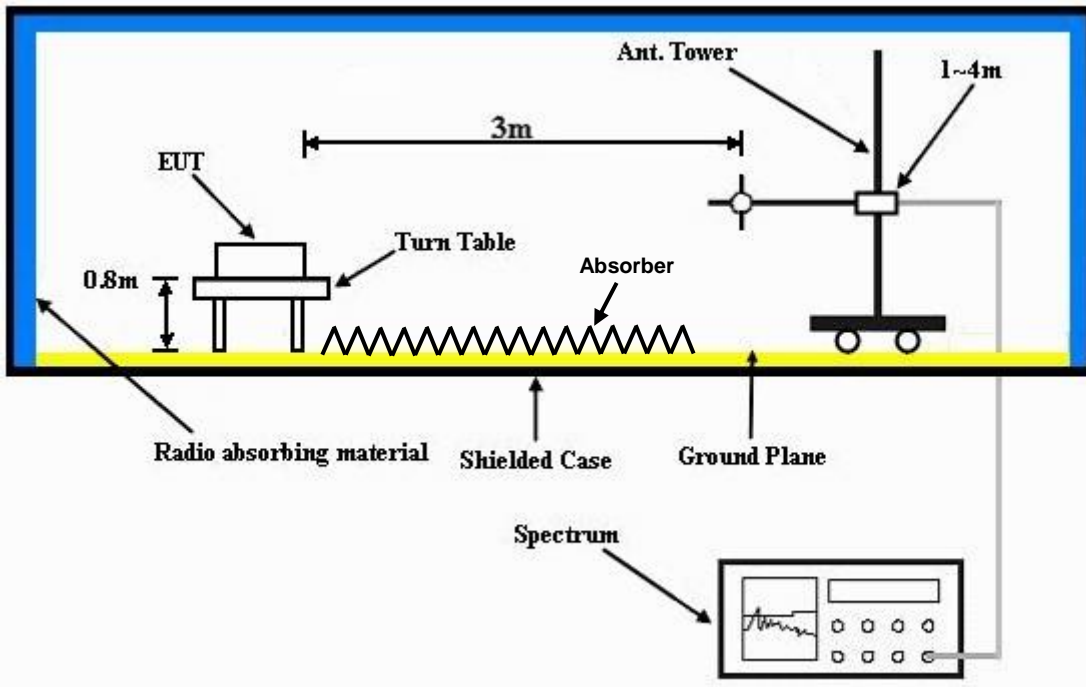 Ant. Tower
1~4m
3m
EUT
Turn Table
0.8m
Absorber
Radio absorbing material
Shielded Case
Ground Plane
Spectrum